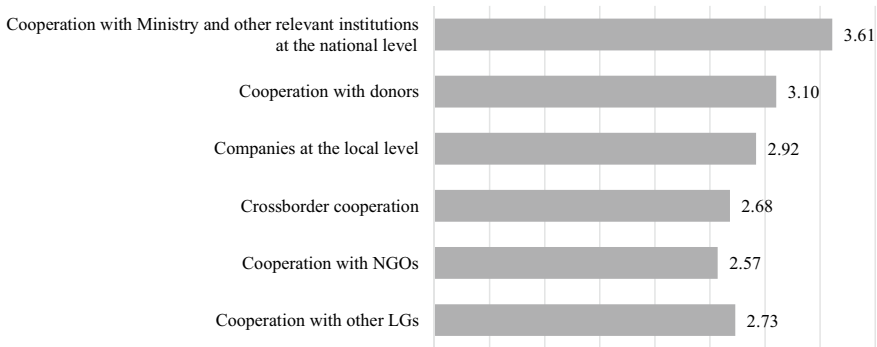 Cooperation with Ministry and other relevant institutions
at the national level
3.61
Cooperation with donors
3.10
Companies at the local level
2.92
Crossborder cooperation
2.68
Cooperation with NGOs
2.57
Cooperation with other LGs
2.73